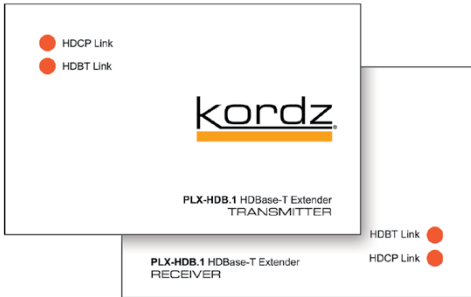 HDCP Link
HDBT Link
kordz
PLX-HDB.1 HDBase-T Extender
TRANSMITTER
HDBT Link
HDCP Link
PLX-HDB.1 HDBase-T Extender
RECEIVER